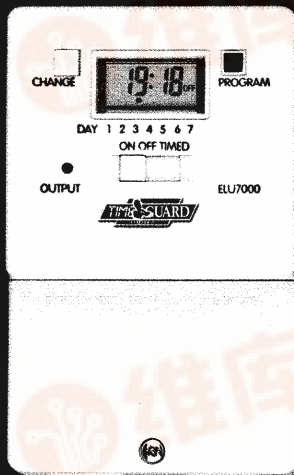 CHANGE
19:18 OFF
PROGRAM
DAY 1 2 3 4 5 6 7
ON OFF TIMED
OUTPUT
ELU7000
TIMEGUARD